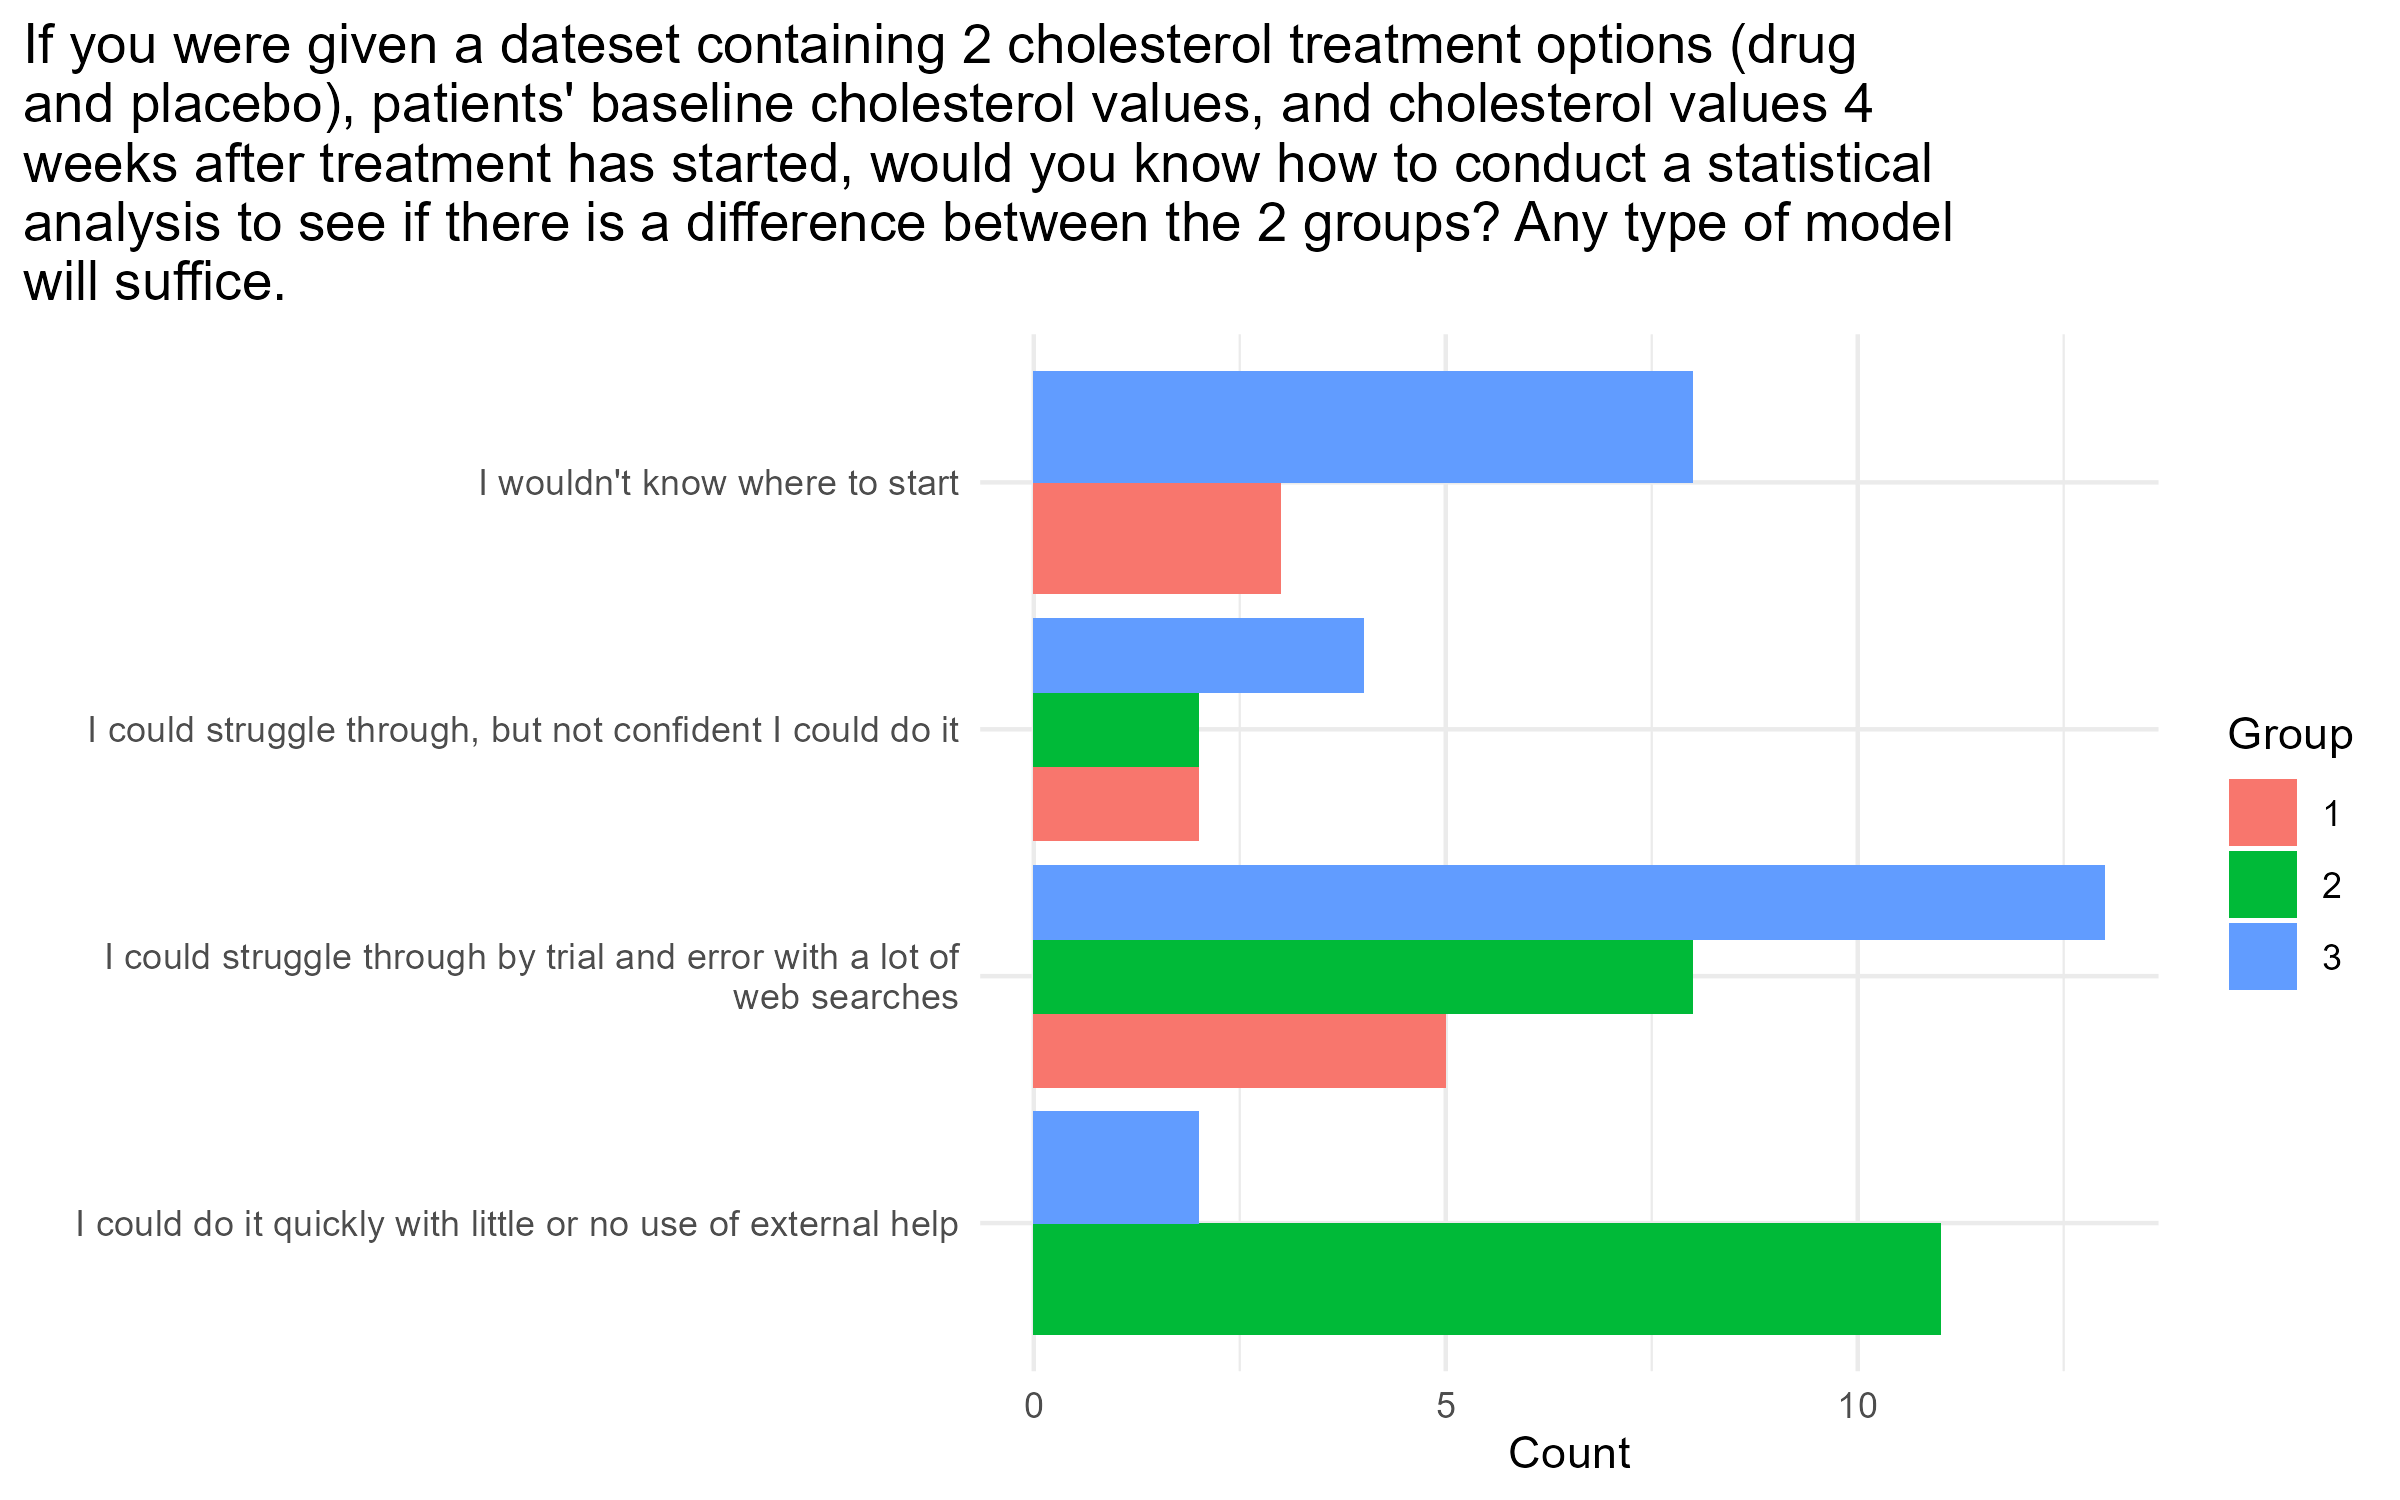 If you were given a dateset containing 2 cholesterol treatment options (drug
and placebo), patients' baseline cholesterol values, and cholesterol values 4
weeks after treatment has started, would you know how to conduct a statistical
analysis to see if there is a difference between the 2 groups? Any type of model
will suffice.
I wouldn't know where to start
I could struggle through, but not confident I could do it
I could struggle through by trial and error with a lot of
web searches
I could do it quickly with little or no use of external help
0
5
10
Count
Group
1
2
3